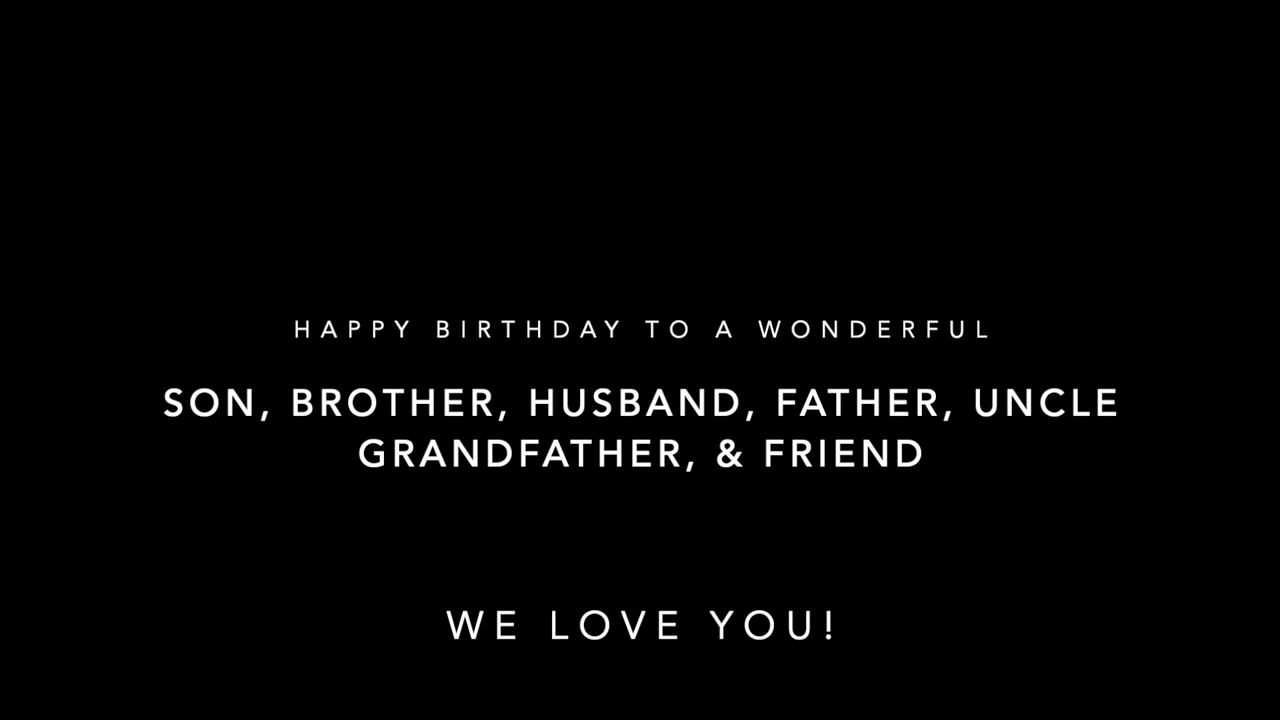 HAPPY BIRTHDAY TO A WONDERFUL
SON, BROTHER, HUSBAND, FATHER, UNCLE
GRANDFATHER, & FRIEND
WE LOVE YOU!